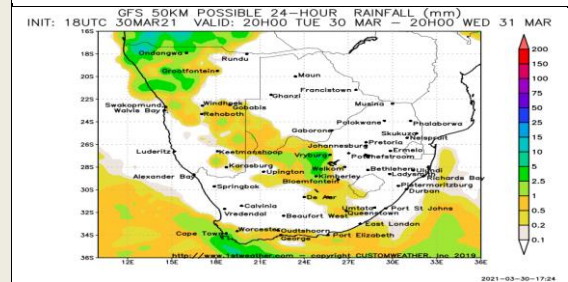 GFS 50KM POSSIBLE 24-HOUR RAINFALL (mm)
INIT: 18UTC 30MAR21 VALID: 20H00 TUE 30 MAR - 20H00 WED 31 MAR
16S
Ondongwa Rundu
18S
Grootfontein
20S Maun
Francistown
Ghanzi
22S Musina
Swakopmund Windhoek Gobabis
Walvis Bay Rehoboth
24S Polokwane Phalaborwa
Gaborone Skukuza
Pretoria Nelspruit
26S Johannesburg Ermelo
Luderitz Keetmanshoop Vryburg Potchefstroom
28S Karasburg Welkom Bethlehem Ulundi
Alexander Bay Upington Kimberley Ladysmith Richards Bay
Bloemfontein
30S Springbok Pietermaritzburg
Durban
De Aar
32S Calvinia Umtata Port St Johns
Vredendal Beaufort West Queenstown
East London
34S Cape Town Worcester Oudtshoorn
George Port Elizabeth
http://www.1stweather.com - copyright CUSTOMWEATHER, Inc 2019
36S
12E 15E 18E 21E 24E 27E 30E 33E 36E
200
150
100
75
50
25
15
10
5
2.5
1
0.5
0.2
0.1
2021-03-30-17:24